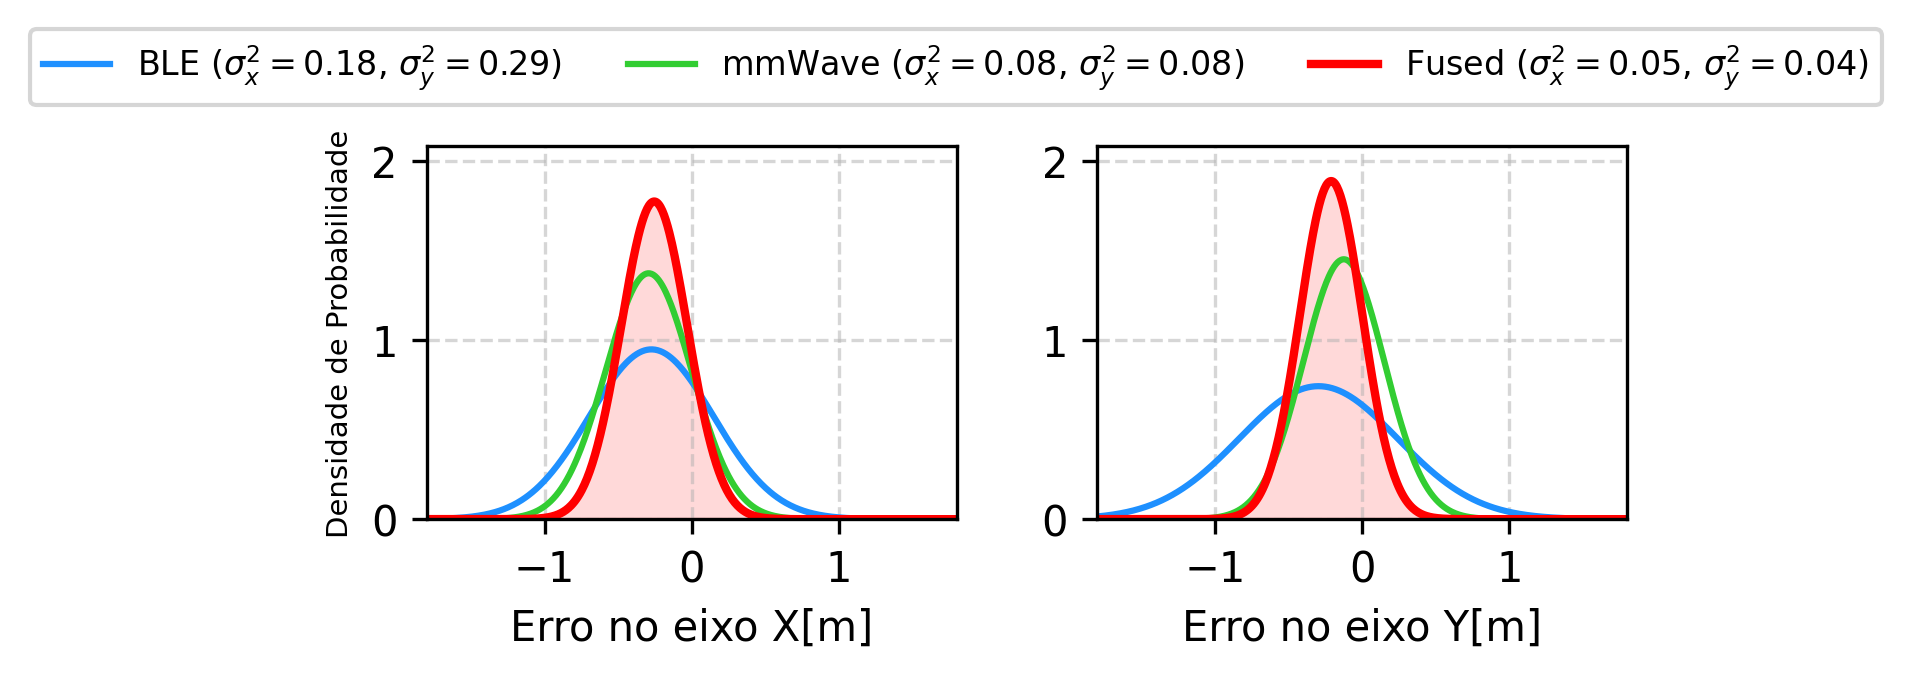 BLE (σ²ₓ = 0.18, σ²ᵧ = 0.29) mmWave (σ²ₓ = 0.08, σ²ᵧ = 0.08) Fused (σ²ₓ = 0.05, σ²ᵧ = 0.04)
Densidade de Probabilidade
2
1
0
−1 0 1
Erro no eixo X[m]
2
1
0
−1 0 1
Erro no eixo Y[m]